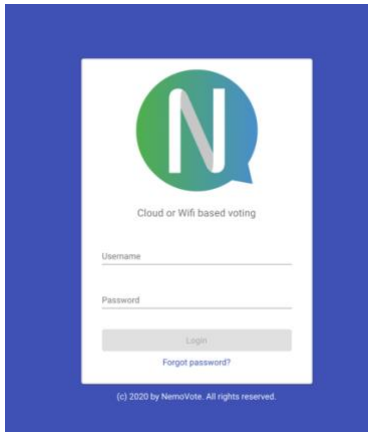 N
Cloud or Wifi based voting
Username
Password
Login
Forgot password?
(c) 2020 by NemoVote. All rights reserved.